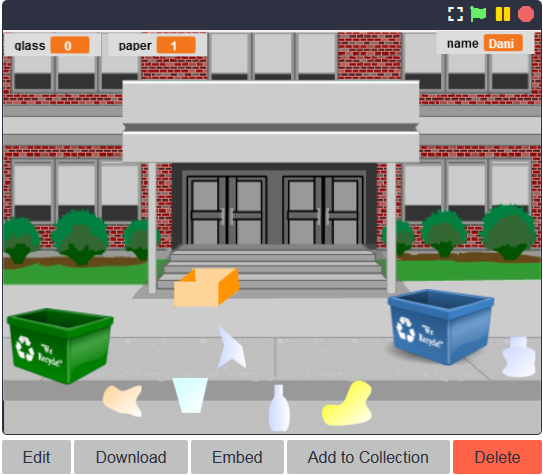 glass 0
paper 1
name Dani
"We
Recycle!"
"We
Recycle!"
Edit
Download
Embed
Add to Collection
Delete